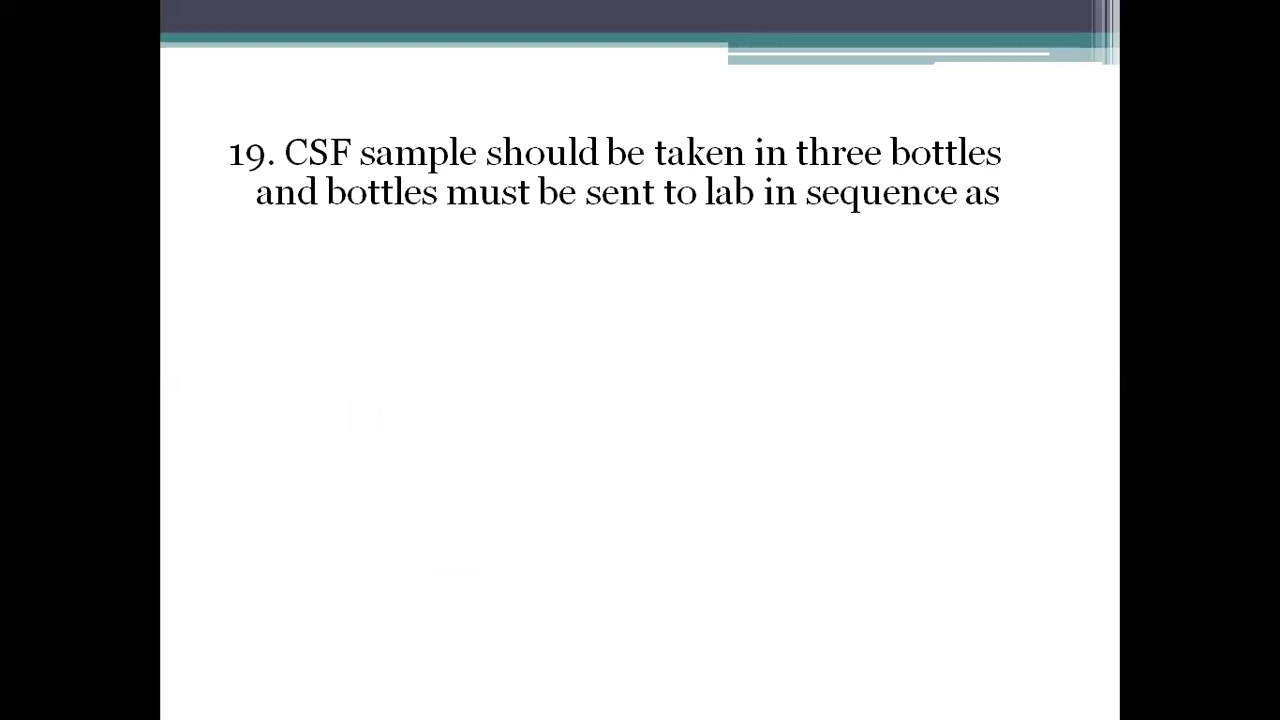 19. CSF sample should be taken in three bottles
and bottles must be sent to lab in sequence as